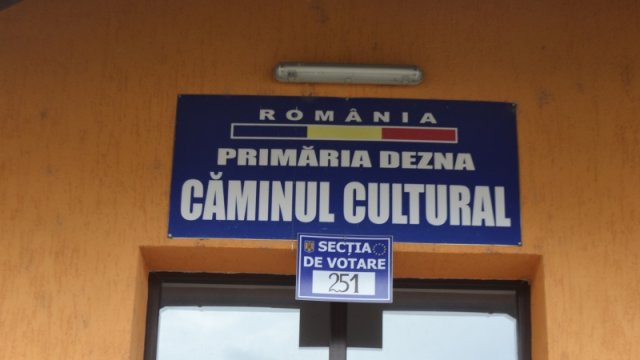 ROMÂNIA
PRIMĂRIA DEZNA
CĂMINUL CULTURAL
SECȚIA
DE VOTARE
251